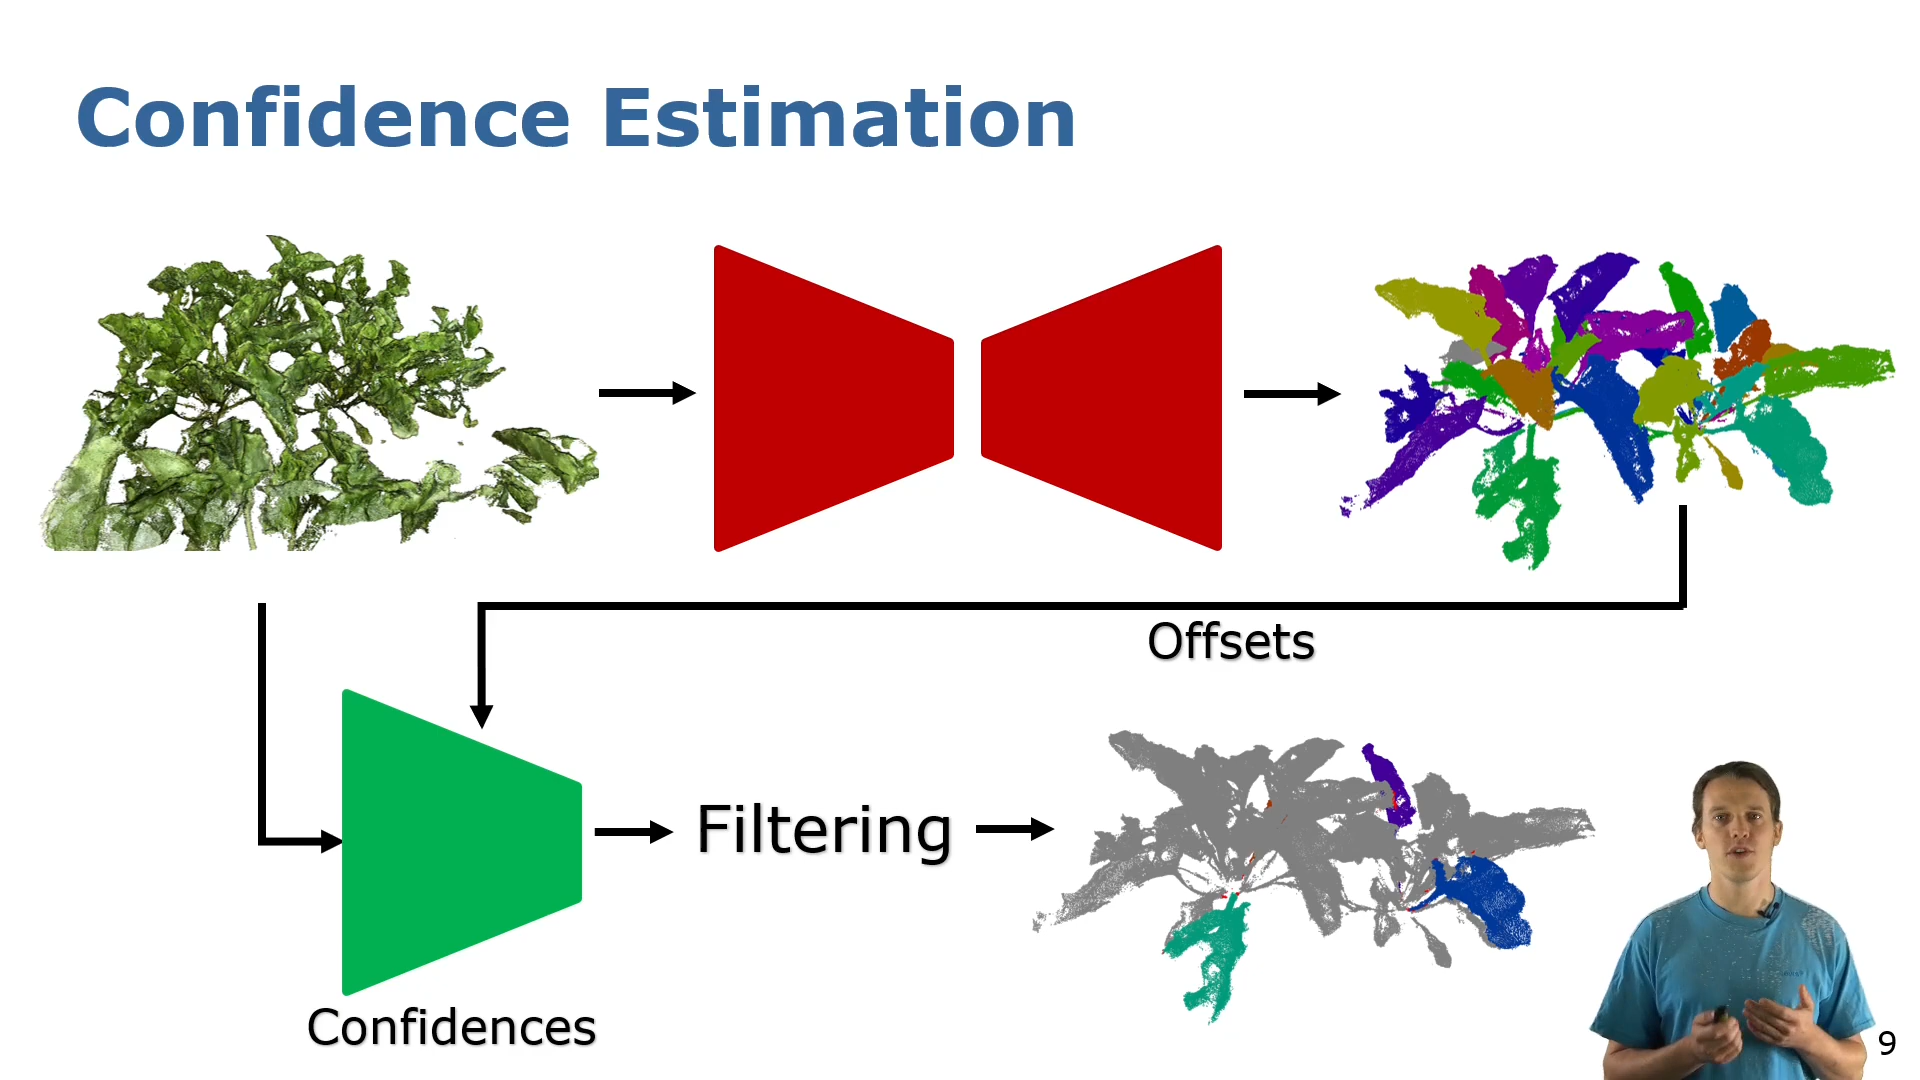 Confidence Estimation
Offsets
Filtering
Confidences
9